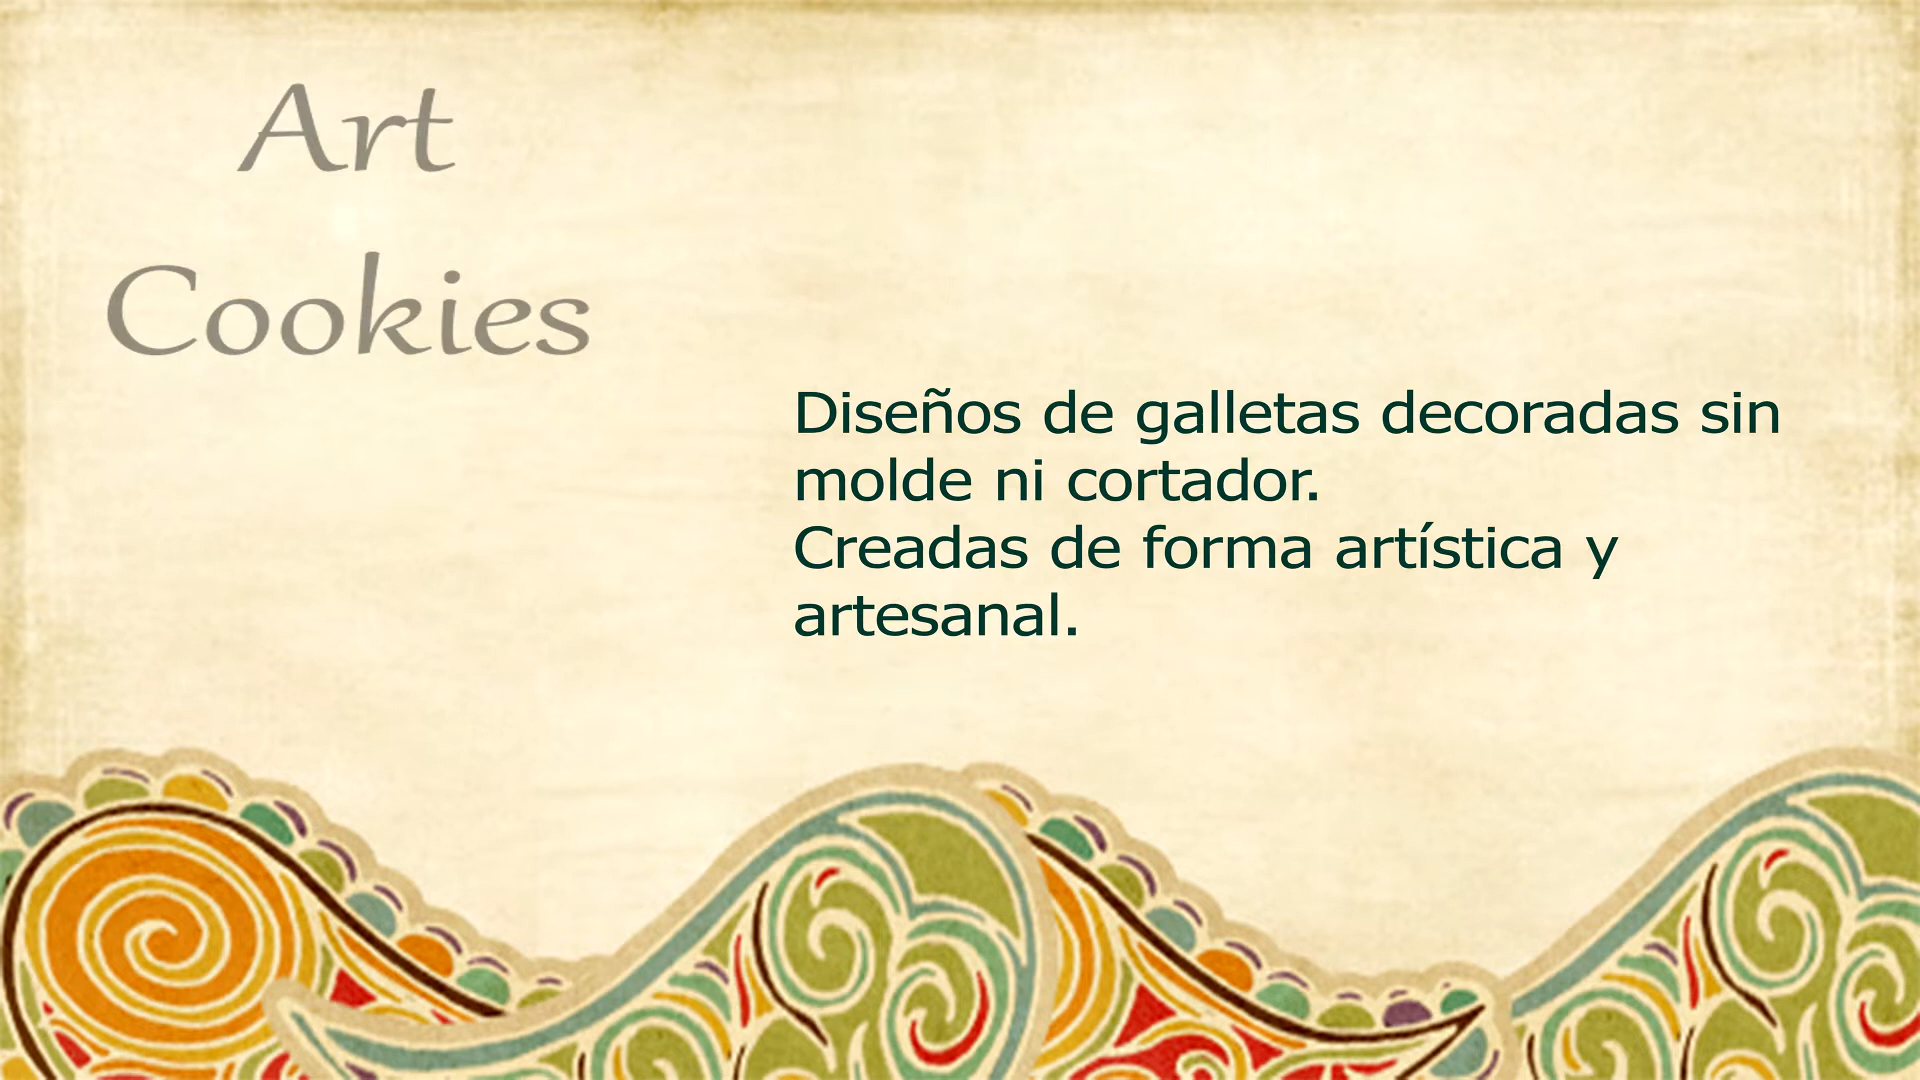 Art
Cookies
Diseños de galletas decoradas sin
molde ni cortador.
Creadas de forma artística y
artesanal.